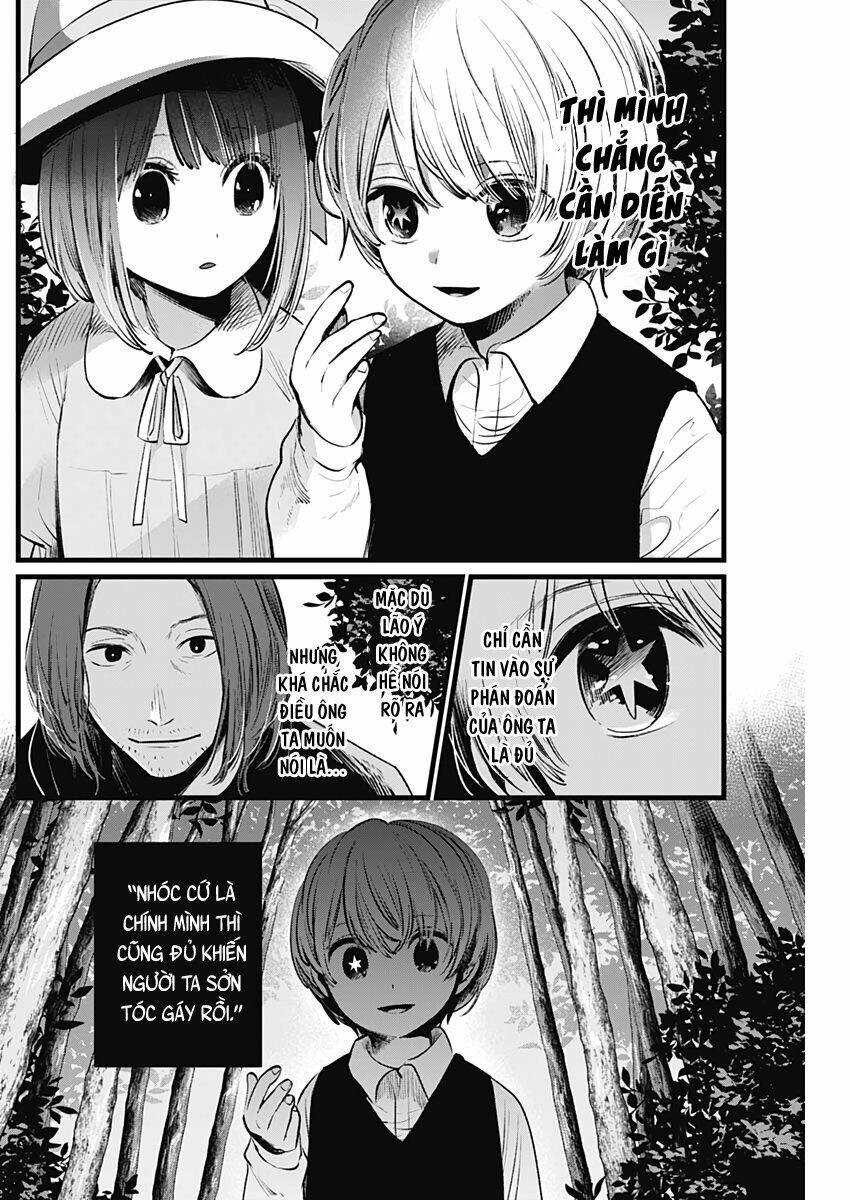 THÌ MÌNH
CHẲNG
CẦN DIỄN
LÀM GÌ
CHỈ CẦN
TIN VÀO SỰ
PHÁN ĐOÁN
CỦA ÔNG TA
LÀ ĐỦ
MẶC DÙ
LÃO Ý
KHÔNG
HỀ NÓI
RÕ RA
NHƯNG
KHÁ CHẮC
ĐIỀU ÔNG
TA MUỐN
NÓI LÀ...
"NHÓC CỨ LÀ
CHÍNH MÌNH THÌ
CŨNG ĐỦ KHIẾN
NGƯỜI TA SỞN
TÓC GÁY RỒI."